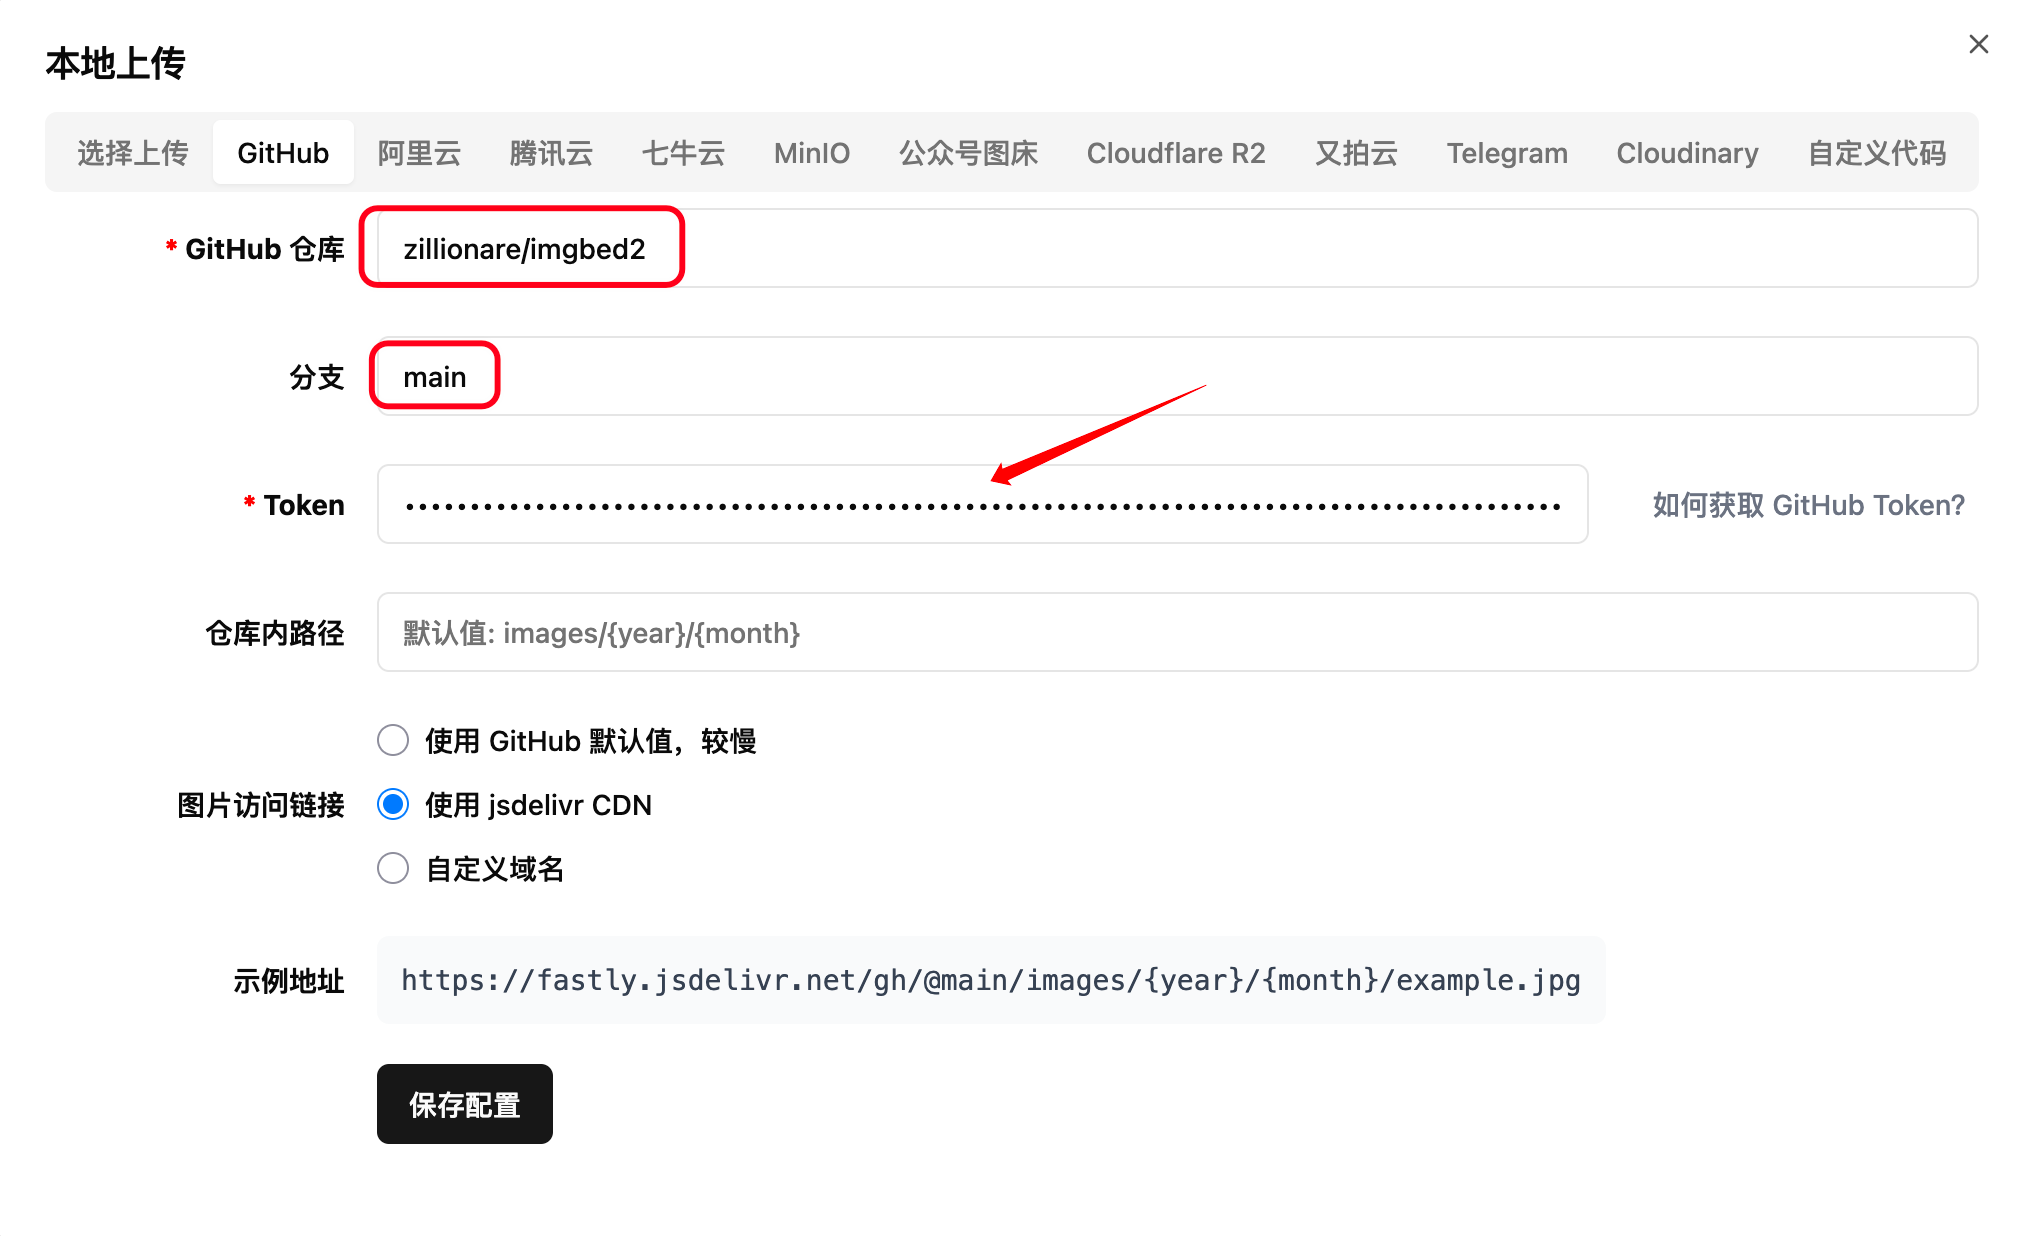 本地上传
选择上传 GitHub 阿里云 腾讯云 七牛云 MinIO 公众号图床 Cloudflare R2 又拍云 Telegram Cloudinary 自定义代码
* GitHub 仓库 zillionare/imgbed2
分支 main
* Token ••••••••••••••••••••••••••••••••••••••••••••••••••••••••••••••••••••••••••••••••••••••••• 如何获取 GitHub Token?
仓库内路径 默认值: images/{year}/{month}
使用 GitHub 默认值，较慢
图片访问链接 使用 jsdelivr CDN
自定义域名
示例地址 https://fastly.jsdelivr.net/gh/@main/images/{year}/{month}/example.jpg
保存配置